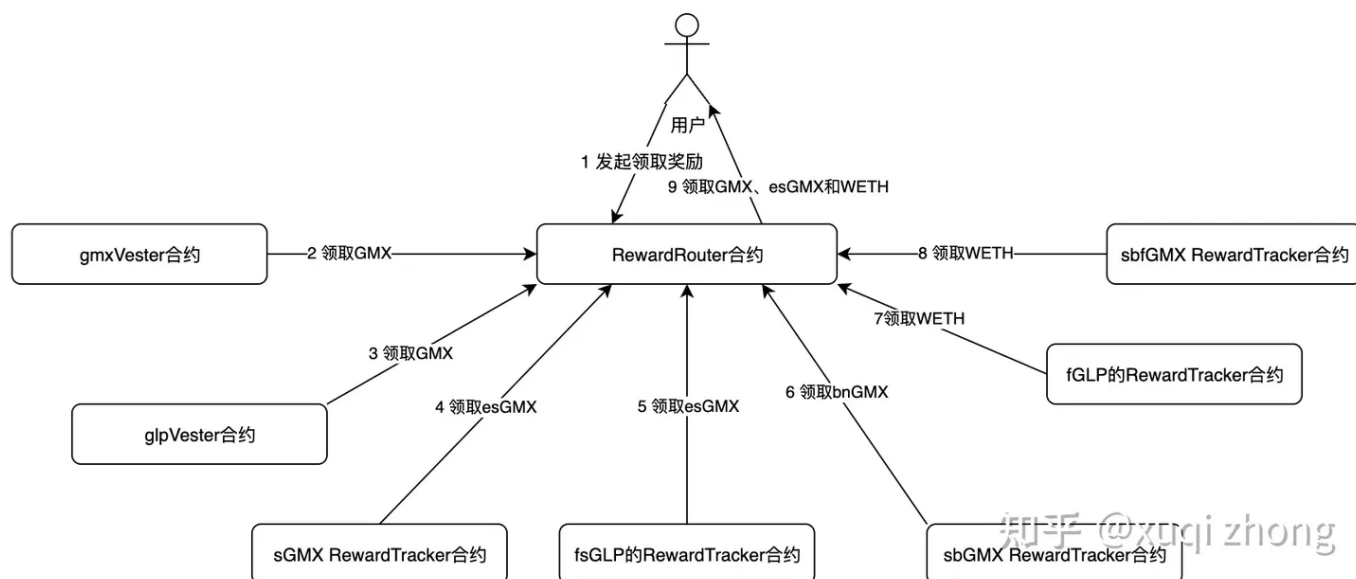 用户
1 发起领取奖励
9 领取GMX、esGMX和WETH
gmxVester合约
2 领取GMX
RewardRouter合约
8 领取WETH
sbfGMX RewardTracker合约
7领取WETH
3 领取GMX
fGLP的RewardTracker合约
6 领取bnGMX
4 领取esGMX
5 领取esGMX
glpVester合约
知乎 @xuqi zhong
sGMX RewardTracker合约
fsGLP的RewardTracker合约
sbGMX RewardTracker合约